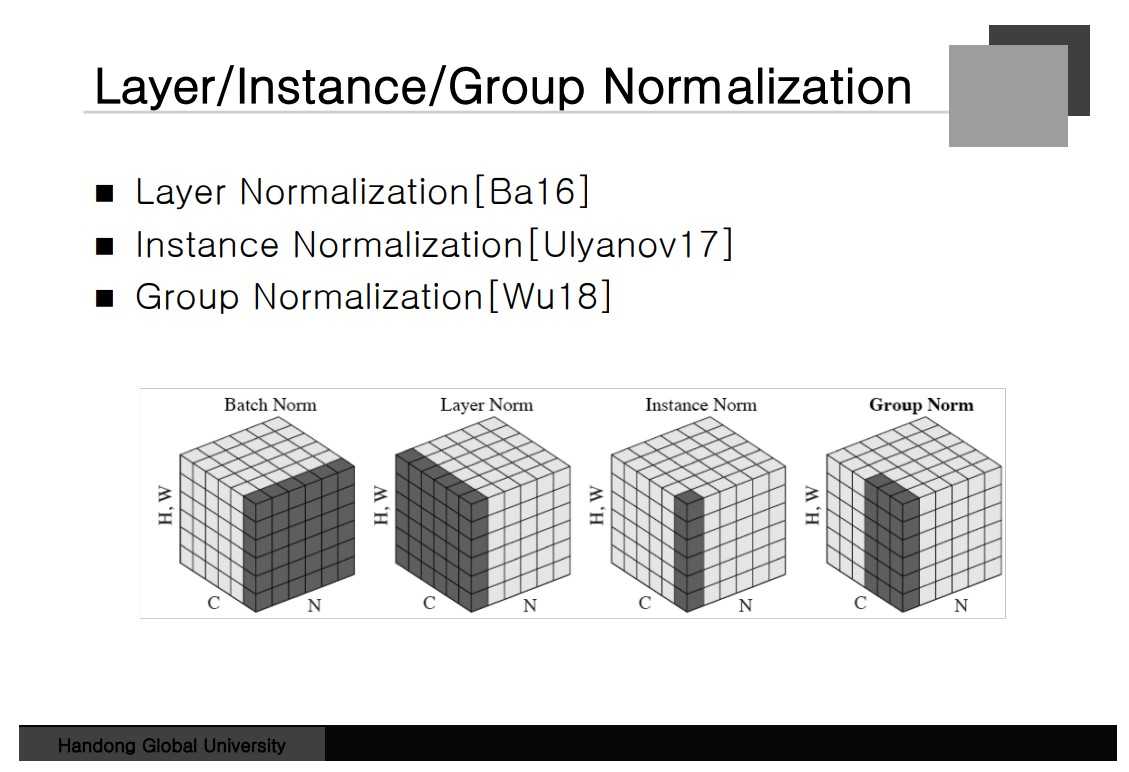 Layer/Instance/Group Normalization
■ Layer Normalization[Ba16]
■ Instance Normalization[Ulyanov17]
■ Group Normalization[Wu18]
Batch Norm
H, W
C
N
Layer Norm
H, W
C
N
Instance Norm
H, W
C
N
Group Norm
H, W
C
N
Handong Global University